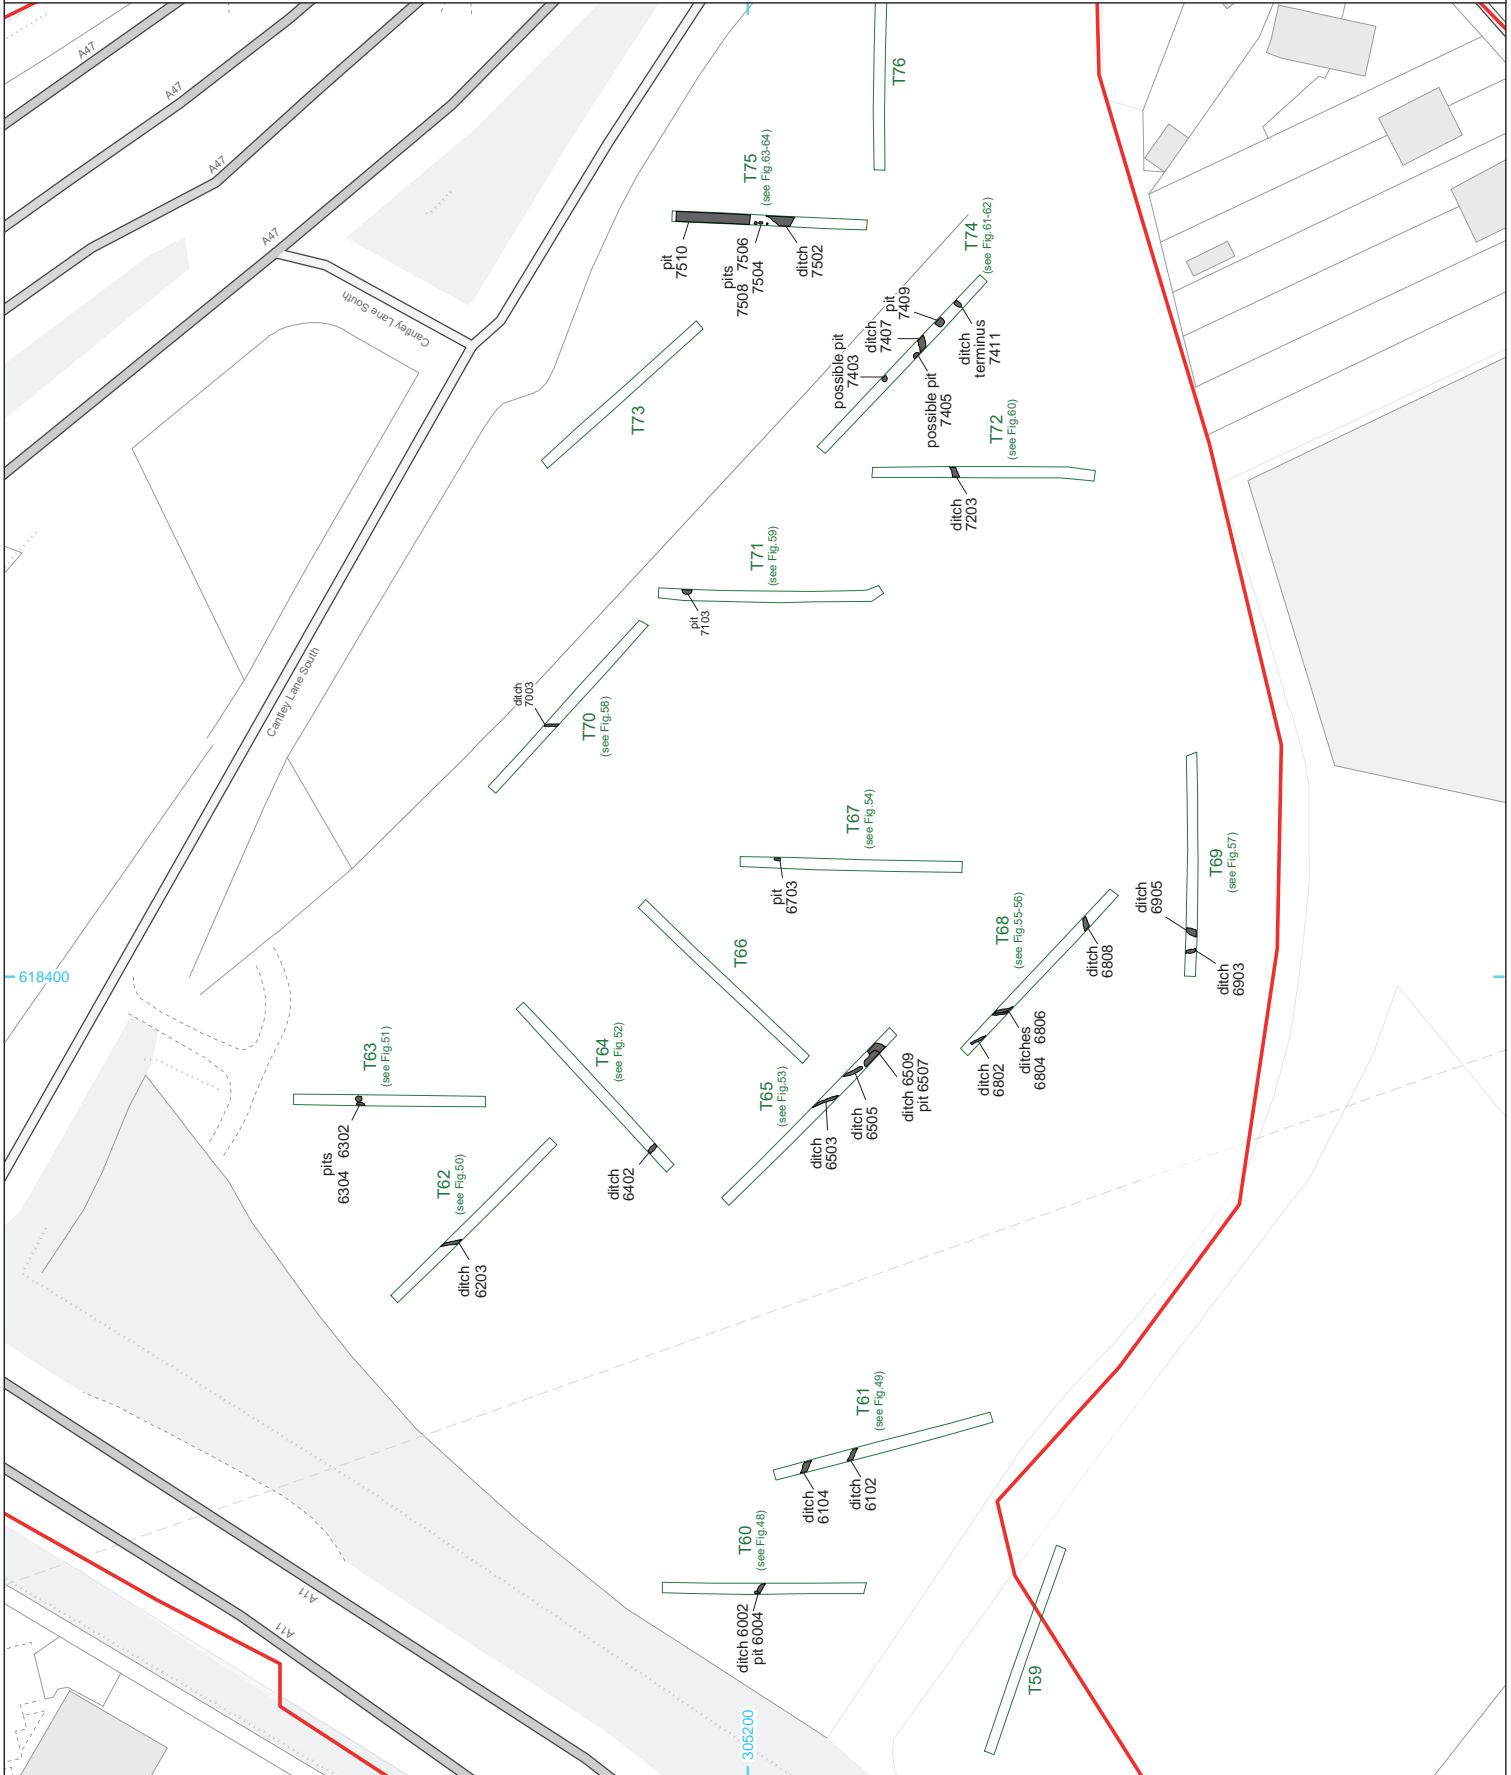 A47
A47
A47
A47
Cantley Lane South
Cantley Lane South
T76
T75
(see Fig.63-64)
pit
7510
pits
7508 7506
7504
ditch
7502
T74
(see Fig.61-62)
possible pit
7403
ditch
7407
pit
7409
possible pit
7405
ditch
terminus
7411
T73
T72
(see Fig.60)
ditch
7203
T71
(see Fig.59)
pit
7103
ditch
7003
T70
(see Fig.58)
T67
(see Fig.54)
pit
6703
T69
(see Fig.57)
ditch
6905
ditch
6903
T68
(see Fig.55-56)
ditch
6808
ditch
6802
ditches
6804 6806
T66
618400
T63
(see Fig.51)
pits
6304 6302
T64
(see Fig.52)
ditch
6402
T65
(see Fig.53)
ditch
6503
ditch
6505
ditch 6509
pit 6507
T62
(see Fig.50)
ditch
6203
T61
(see Fig.49)
ditch
6104
ditch
6102
T60
(see Fig.48)
ditch 6002
pit 6004
T59
A11
A11
305200